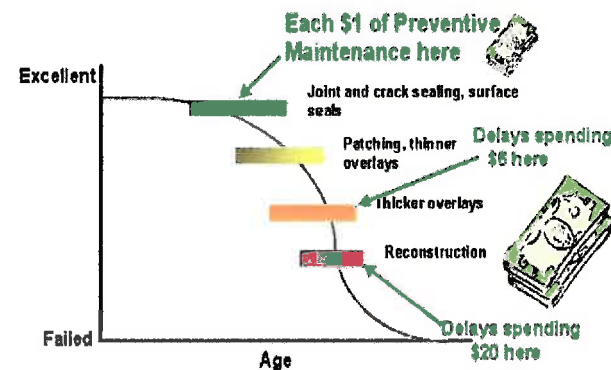 Each $1 of Preventive
Maintenance here
Excellent
Joint and crack sealing, surface
seals
Patching, thinner
overlays
Delays spending
$6 here
Thicker overlays
Reconstruction
Delays spending
$20 here
Failed
Age